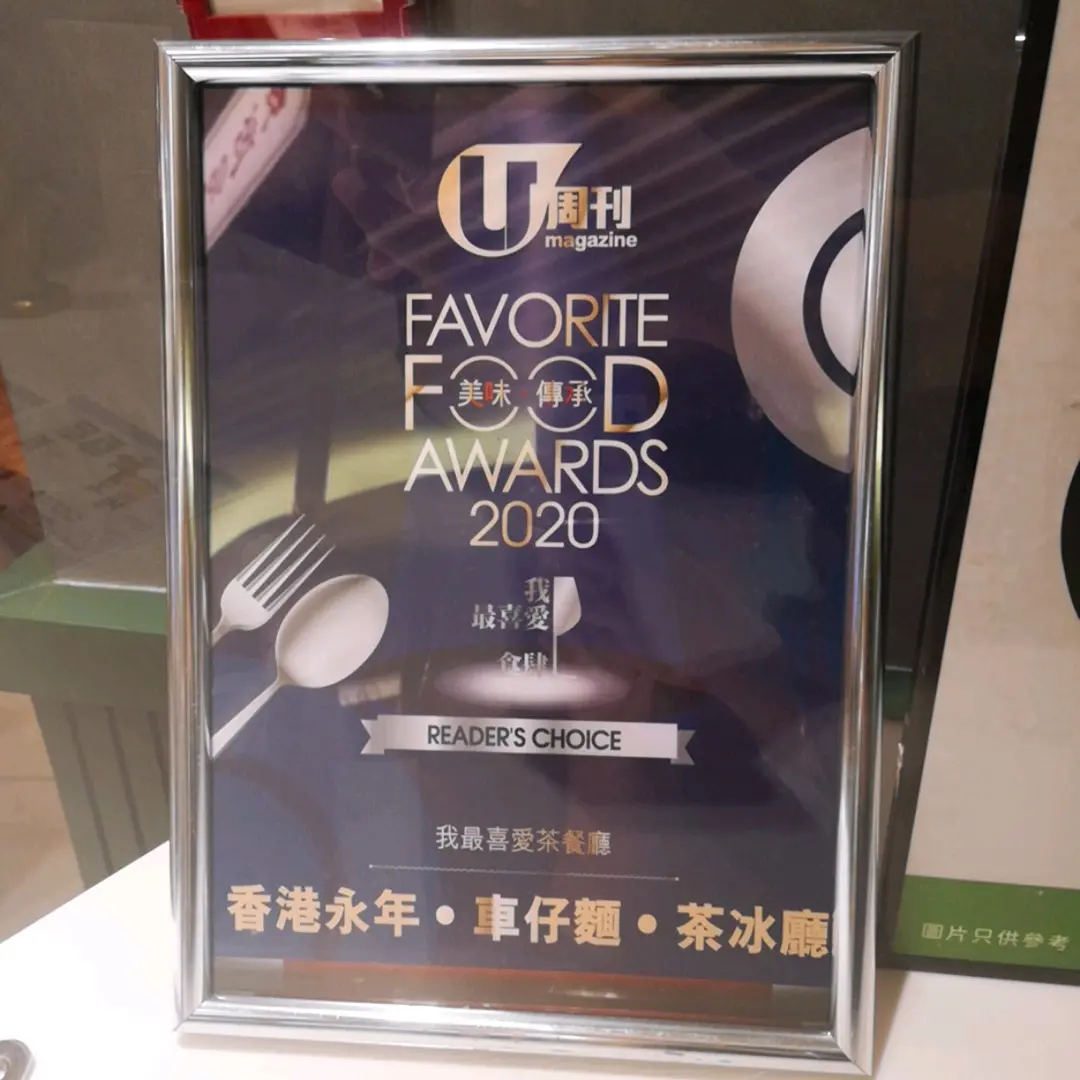 U周刊
magazine
FAVORITE
FOOD
美味·傳承
AWARDS
2020
我
最喜愛
食肆
READER'S CHOICE
我最喜愛茶餐廳
香港永年•車仔麵•茶冰廳
圖片只供參考